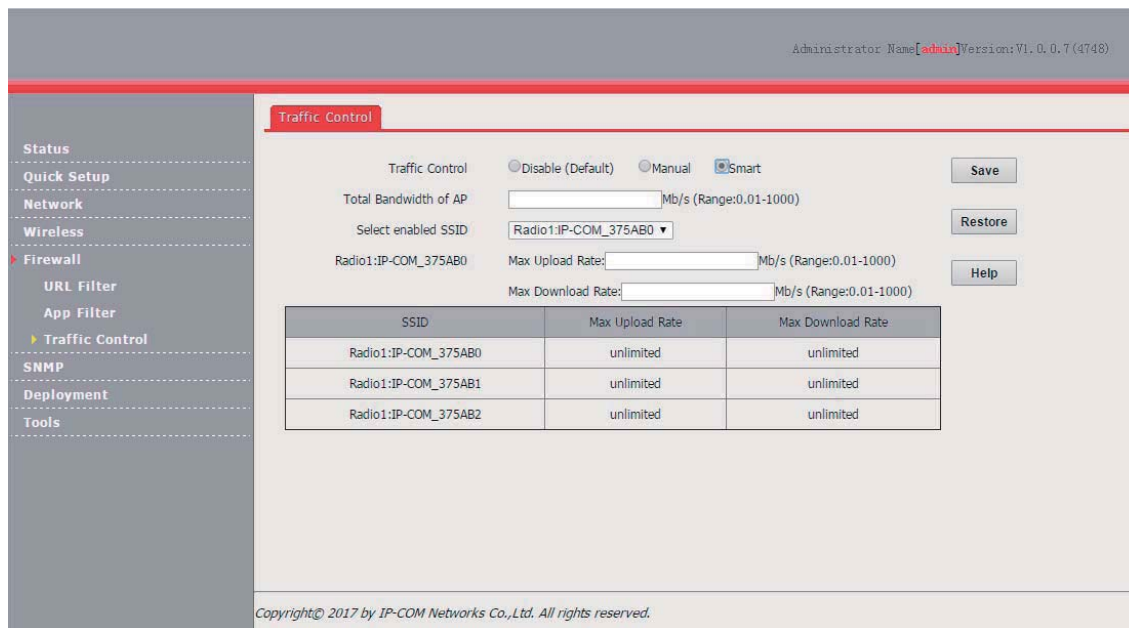 Administrator Name[admin]Version:V1.0.0.7(4748)
Traffic Control
Status
Quick Setup
Network
Wireless
Firewall
URL Filter
App Filter
Traffic Control
SNMP
Deployment
Tools
Traffic Control Disable (Default) Manual Smart Save
Total Bandwidth of AP Mb/s (Range:0.01-1000)
Select enabled SSID Radio1:IP-COM_375AB0 Restore
Radio1:IP-COM_375AB0 Max Upload Rate: Mb/s (Range:0.01-1000)
Help
Max Download Rate: Mb/s (Range:0.01-1000)
SSID Max Upload Rate Max Download Rate
Radio1:IP-COM_375AB0 unlimited unlimited
Radio1:IP-COM_375AB1 unlimited unlimited
Radio1:IP-COM_375AB2 unlimited unlimited
Copyright© 2017 by IP-COM Networks Co.,Ltd. All rights reserved.